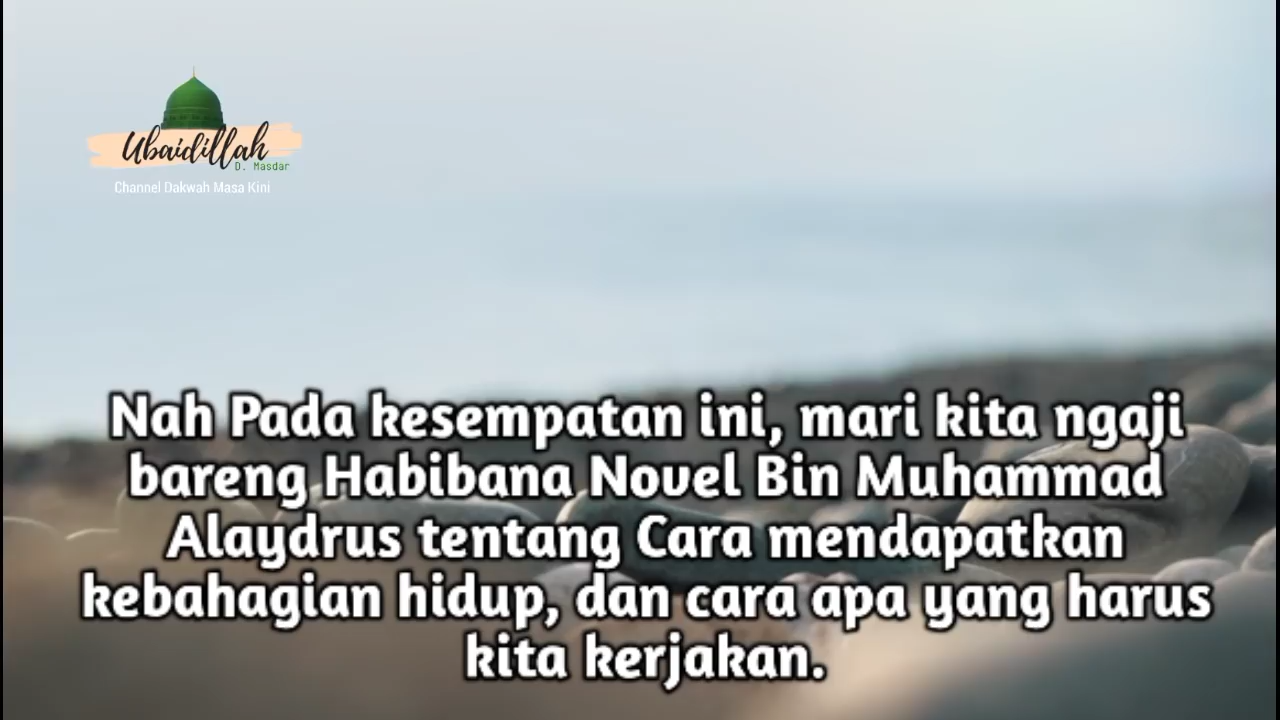 Ubaidillah
D. Masdar
Channel Dakwah Masa Kini
Nah Pada kesempatan ini, mari kita ngaji
bareng Habibana Novel Bin Muhammad
Alaydrus tentang Cara mendapatkan
kebahagian hidup, dan cara apa yang harus
kita kerjakan.